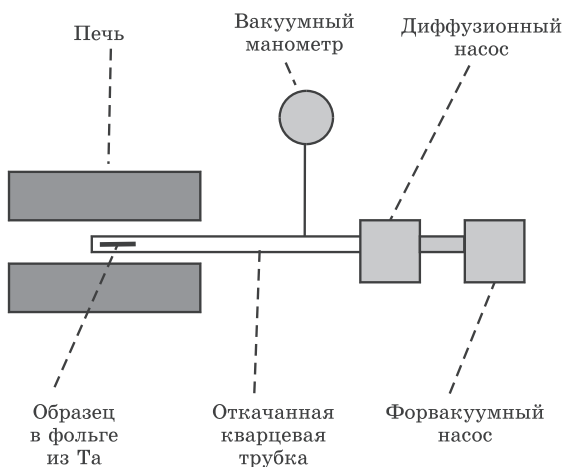 Печь
Вакуумный
манометр
Диффузионный
насос
Образец
в фольге
из Ta
Откачанная
кварцевая
трубка
Форвакуумный
насос